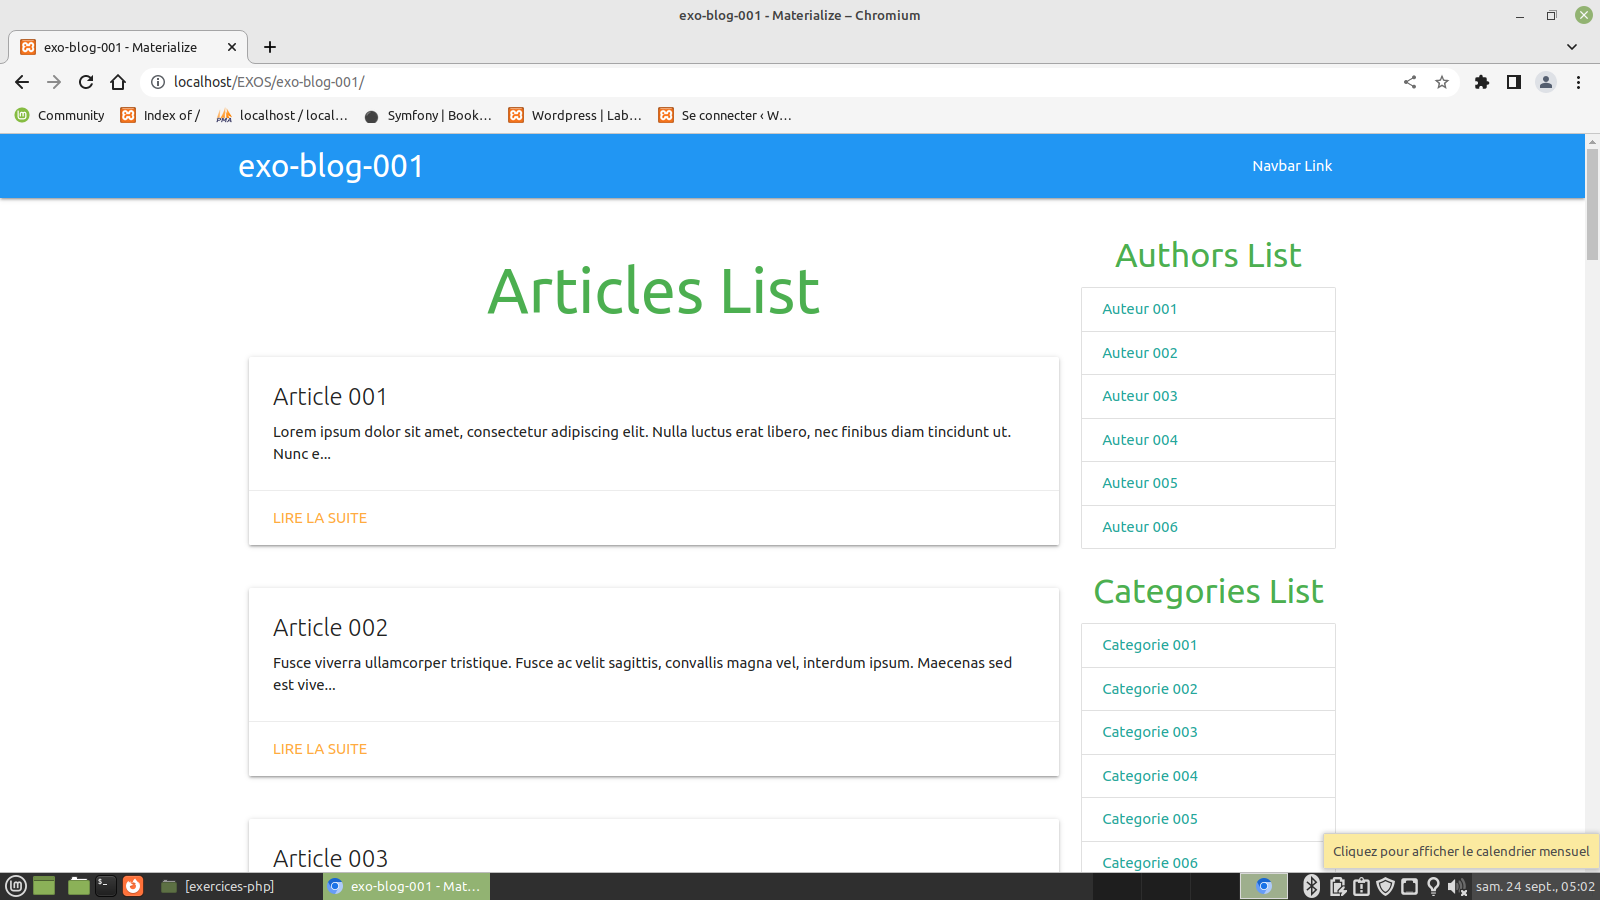 exo-blog-001 - Materialize – Chromium
exo-blog-001 - Materialize
localhost/EXOS/exo-blog-001/
Community
Index of /
PMA
localhost / local...
Symfony | Book...
Wordpress | Lab...
Se connecter ‹ W...
exo-blog-001
Navbar Link
Articles List
Article 001
Lorem ipsum dolor sit amet, consectetur adipiscing elit. Nulla luctus erat libero, nec finibus diam tincidunt ut.
Nunc e...
LIRE LA SUITE
Article 002
Fusce viverra ullamcorper tristique. Fusce ac velit sagittis, convallis magna vel, interdum ipsum. Maecenas sed
est vive...
LIRE LA SUITE
Article 003
Authors List
Auteur 001
Auteur 002
Auteur 003
Auteur 004
Auteur 005
Auteur 006
Categories List
Categorie 001
Categorie 002
Categorie 003
Categorie 004
Categorie 005
Categorie 006
Cliquez pour afficher le calendrier mensuel
[exercices-php]
exo-blog-001 - Mat...
sam. 24 sept., 05:02